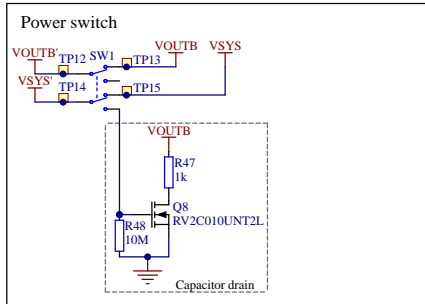 Power switch
VOUTB'
TP12
SW1
TP13
VOUTB
VSYS
VSYS'
TP14
TP15
VOUTB
R47
1k
Q8
RV2C010UNT2L
R48
10M
Capacitor drain